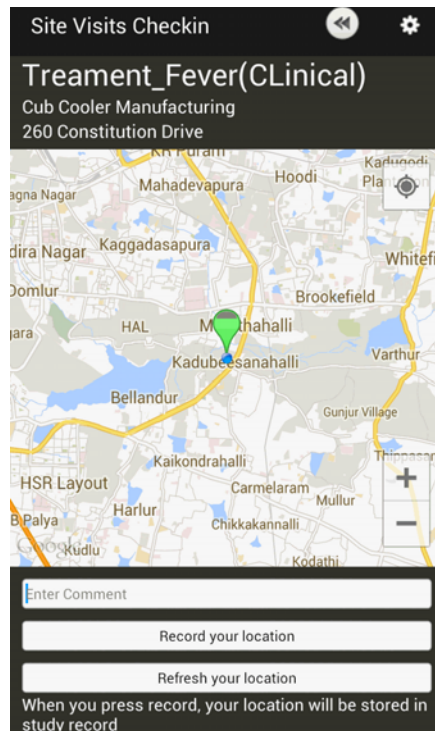 Site Visits Checkin
Treament_Fever(CLinical)
Cub Cooler Manufacturing
260 Constitution Drive
KR Puram
Kadugodi
Hoodi
Mahadevapura
agna Nagar
Kaggadasapura
dira Nagar
Whitefi
Domlur
Brookefield
HAL
Kadubeesanahalli
Varthur
Bellandur
Gunjur Village
Kaikondrahalli
HSR Layout
Carmelaram
Mullur
Harlur
Chikkakannalli
Palya
Kudlu
Google
Kodathi
+
−
Enter Comment
Record your location
Refresh your location
When you press record, your location will be stored in
study record